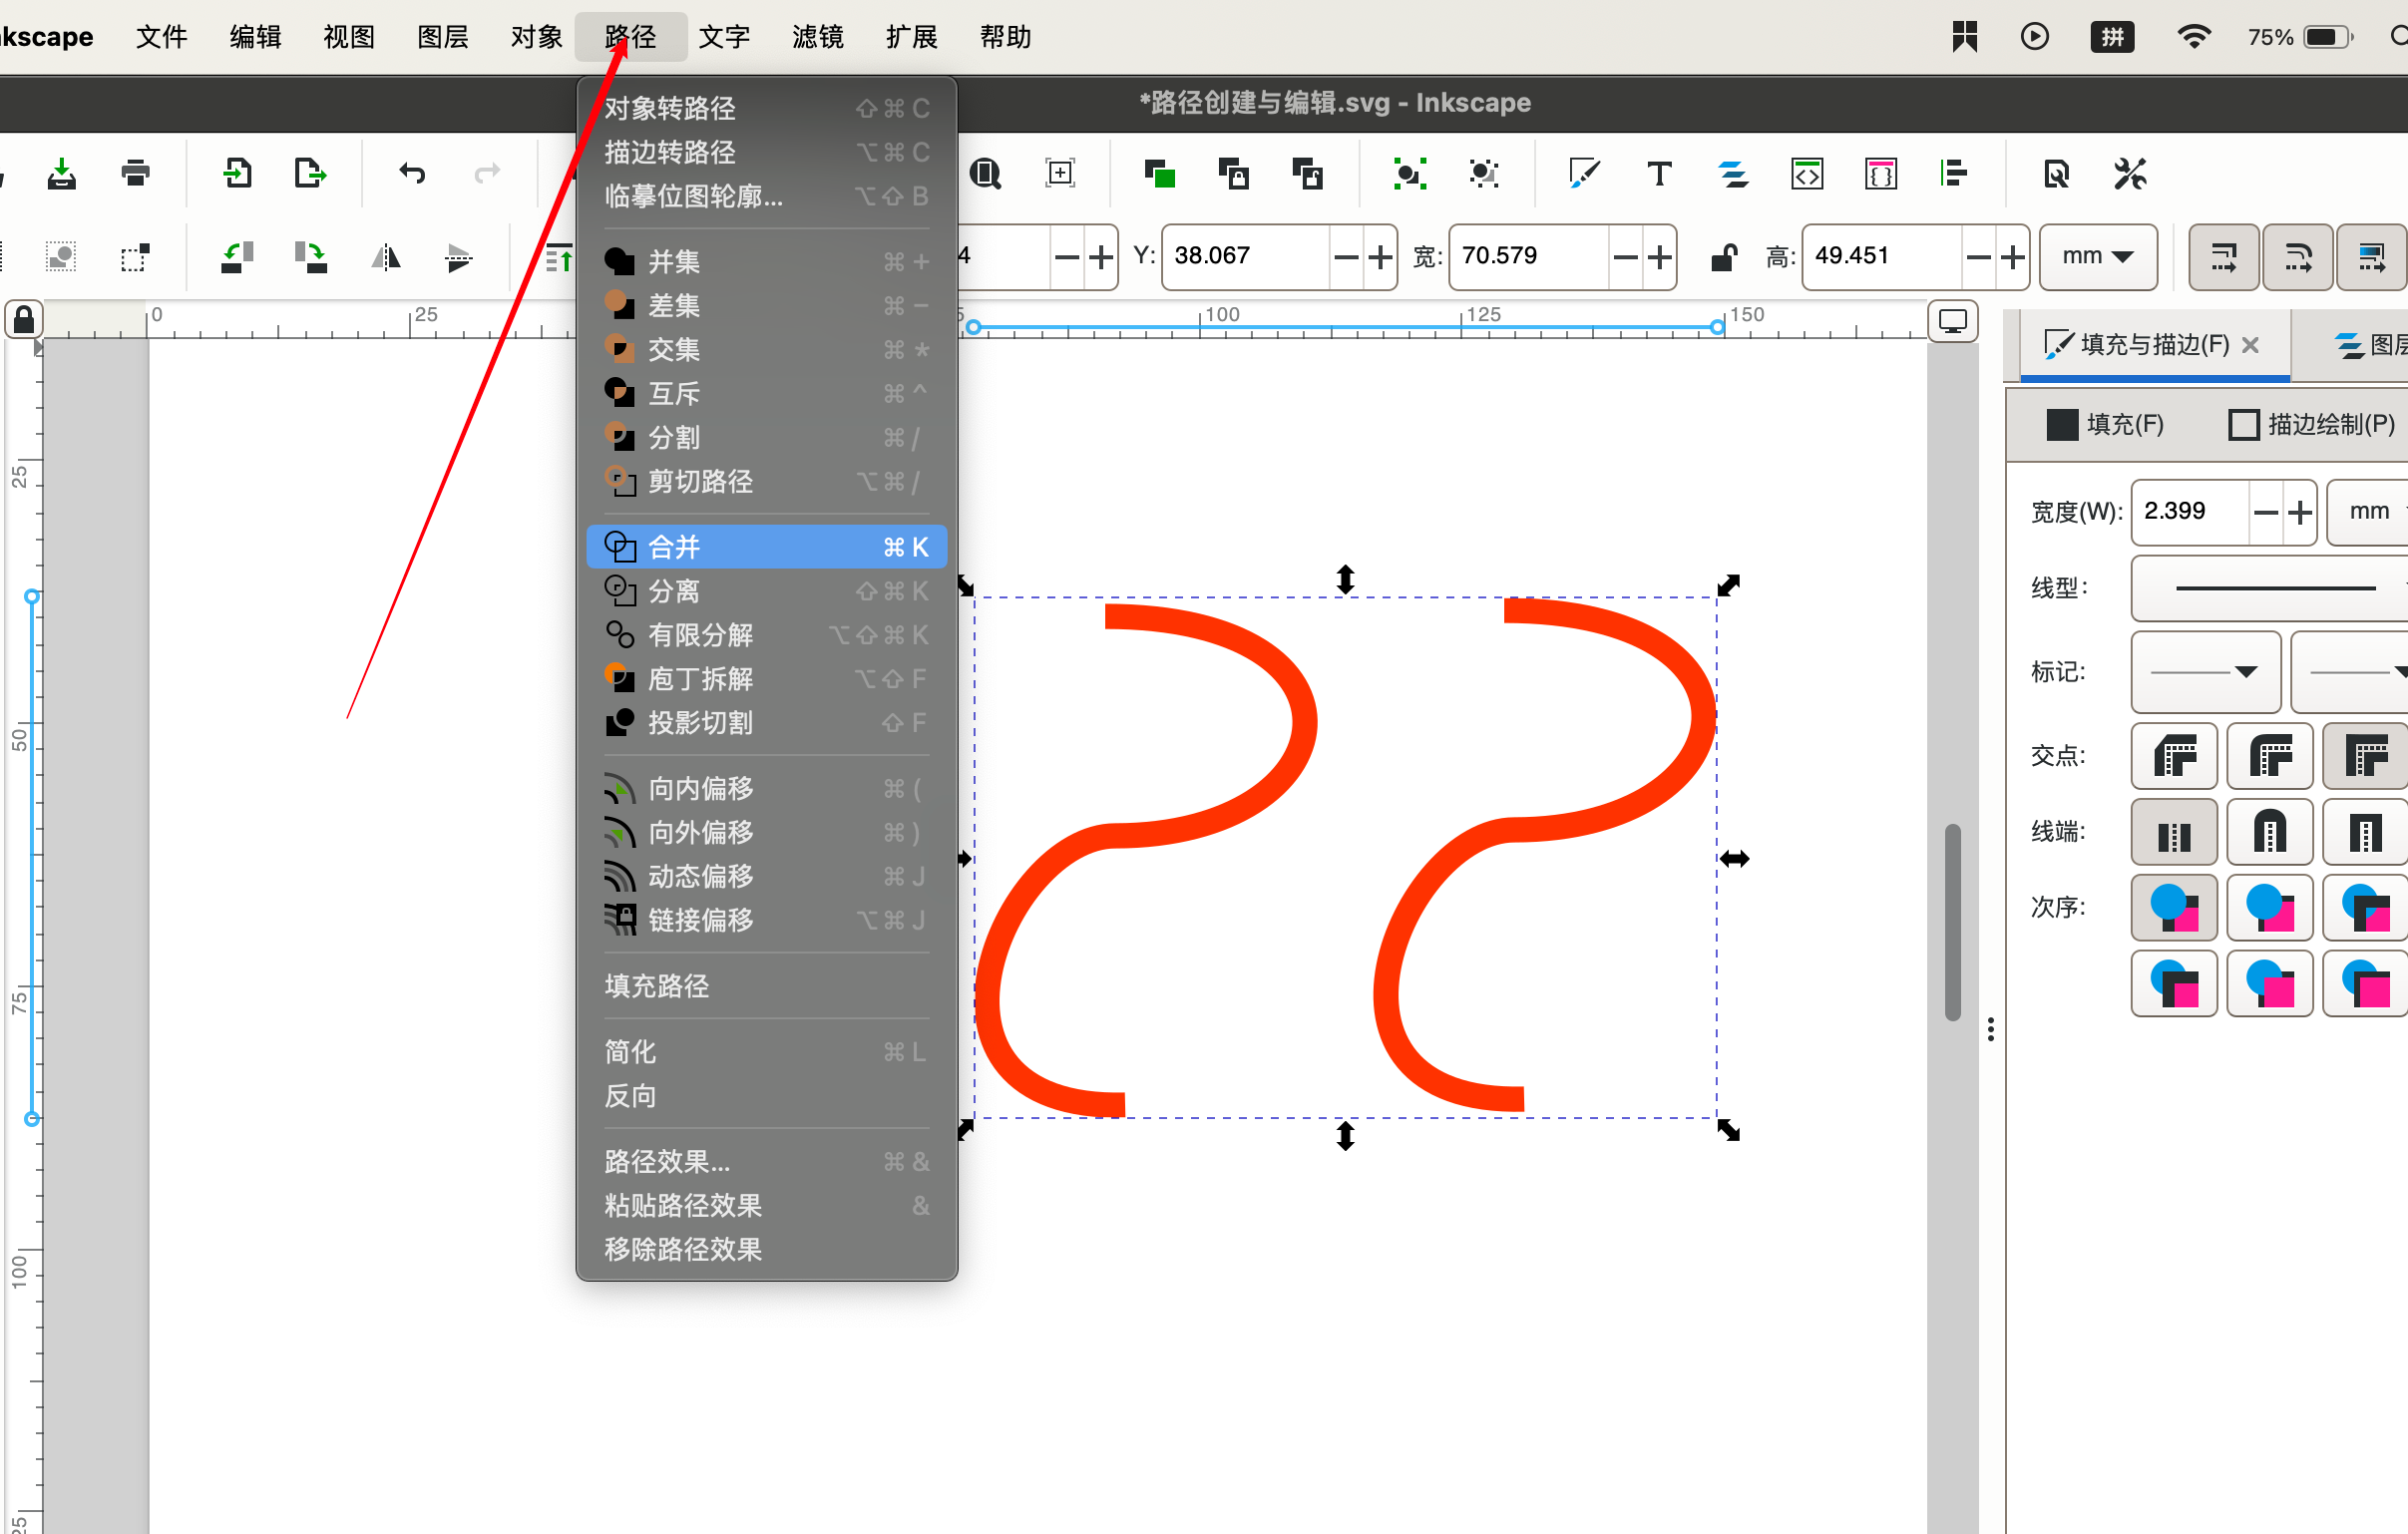 kscape 文件 编辑 视图 图层 对象 路径 文字 滤镜 扩展 帮助 拼 75%
*路径创建与编辑.svg - Inkscape
4 Y: 38.067 宽: 70.579 高: 49.451 mm
0 25 5 100 125 150
25
50
75
100
25
对象转路径 ⇧⌘C
描边转路径 ⌥⌘C
临摹位图轮廓... ⌥⇧B
并集 ⌘+
差集 ⌘−
交集 ⌘*
互斥 ⌘^
分割 ⌘/
剪切路径 ⌥⌘/
合并 ⌘K
分离 ⇧⌘K
有限分解 ⌥⇧⌘K
庖丁拆解 ⌥⇧F
投影切割 ⇧F
向内偏移 ⌘(
向外偏移 ⌘)
动态偏移 ⌘J
链接偏移 ⌥⌘J
填充路径
简化 ⌘L
反向
路径效果... ⌘&
粘贴路径效果 &
移除路径效果
填充与描边(F) 图层
填充(F) 描边绘制(P)
宽度(W): 2.399 mm
线型:
标记:
交点:
线端:
次序: